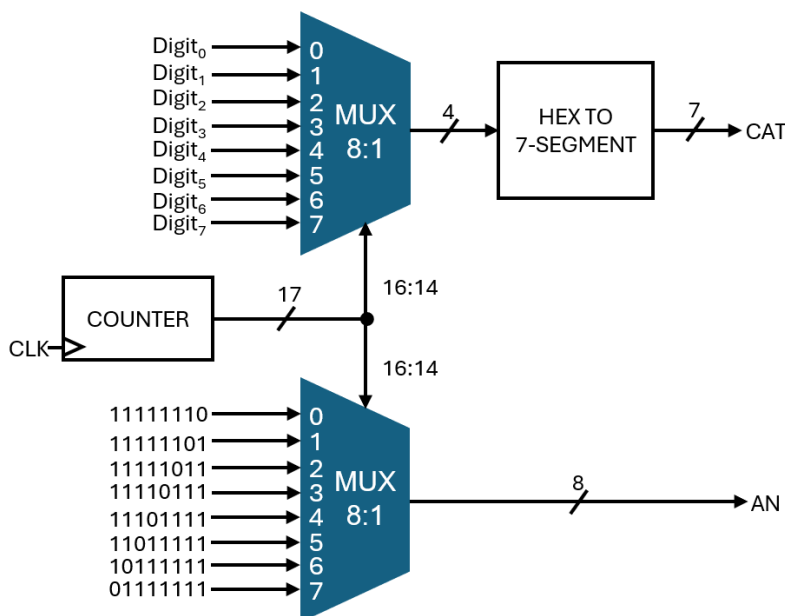 Digit₀
Digit₁
Digit₂
Digit₃
Digit₄
Digit₅
Digit₆
Digit₇
0
1
2
3
4
5
6
7
MUX
8:1
4
HEX TO
7-SEGMENT
7
CAT
16:14
COUNTER
17
CLK
16:14
11111110
11111101
11111011
11110111
11101111
11011111
10111111
01111111
0
1
2
3
4
5
6
7
MUX
8:1
8
AN